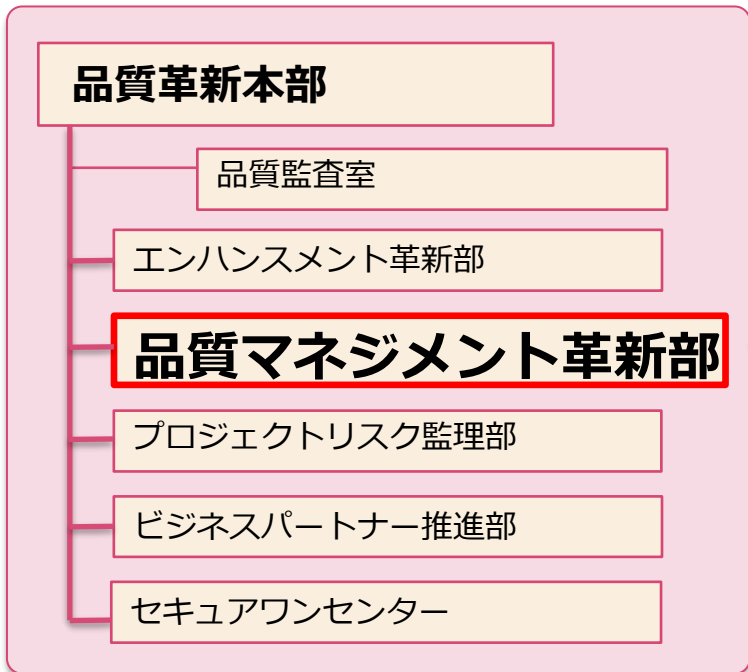 品質革新本部
品質監査室
エンハンスメント革新部
品質マネジメント革新部
プロジェクトリスク監理部
ビジネスパートナー推進部
セキュアワンセンター